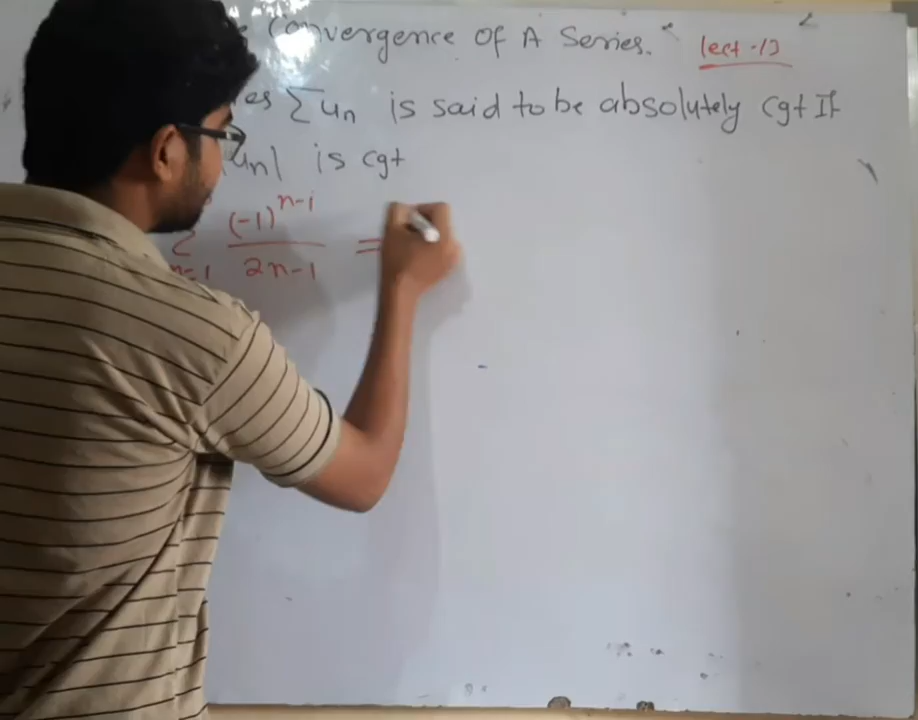 Convergence Of A Series." Lect-13
es Σun is said to be absolutely Cgt If
un| is cgt
Σ n=1 (-1)^n-1 / 2n-1 =